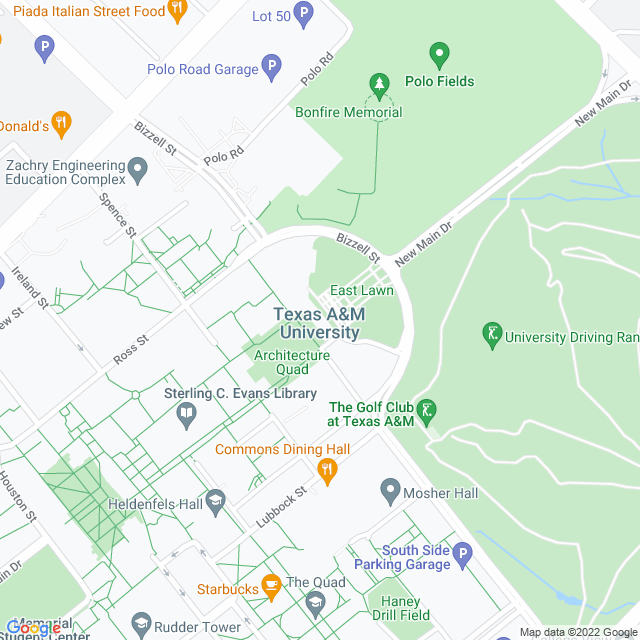 Piada Italian Street Food
Lot 50
P
P
Polo Road Garage
P
Polo Rd
Polo Fields
New Main Dr
Bonfire Memorial
Donald's
Bizzell St
Polo Rd
Zachry Engineering
Education Complex
Spence St
Bizzell St
New Main Dr
Ireland St
East Lawn
ew St
Texas A&M
University
Ross St
University Driving Ran
Architecture
Quad
Sterling C. Evans Library
The Golf Club
at Texas A&M
Commons Dining Hall
Houston St
Heldenfels Hall
Lubbock St
Mosher Hall
South Side
Parking Garage
P
ain Dr
Starbucks
The Quad
Haney
Drill Field
Memorial
Student Center
Rudder Tower
Google
Map data ©2022 Google